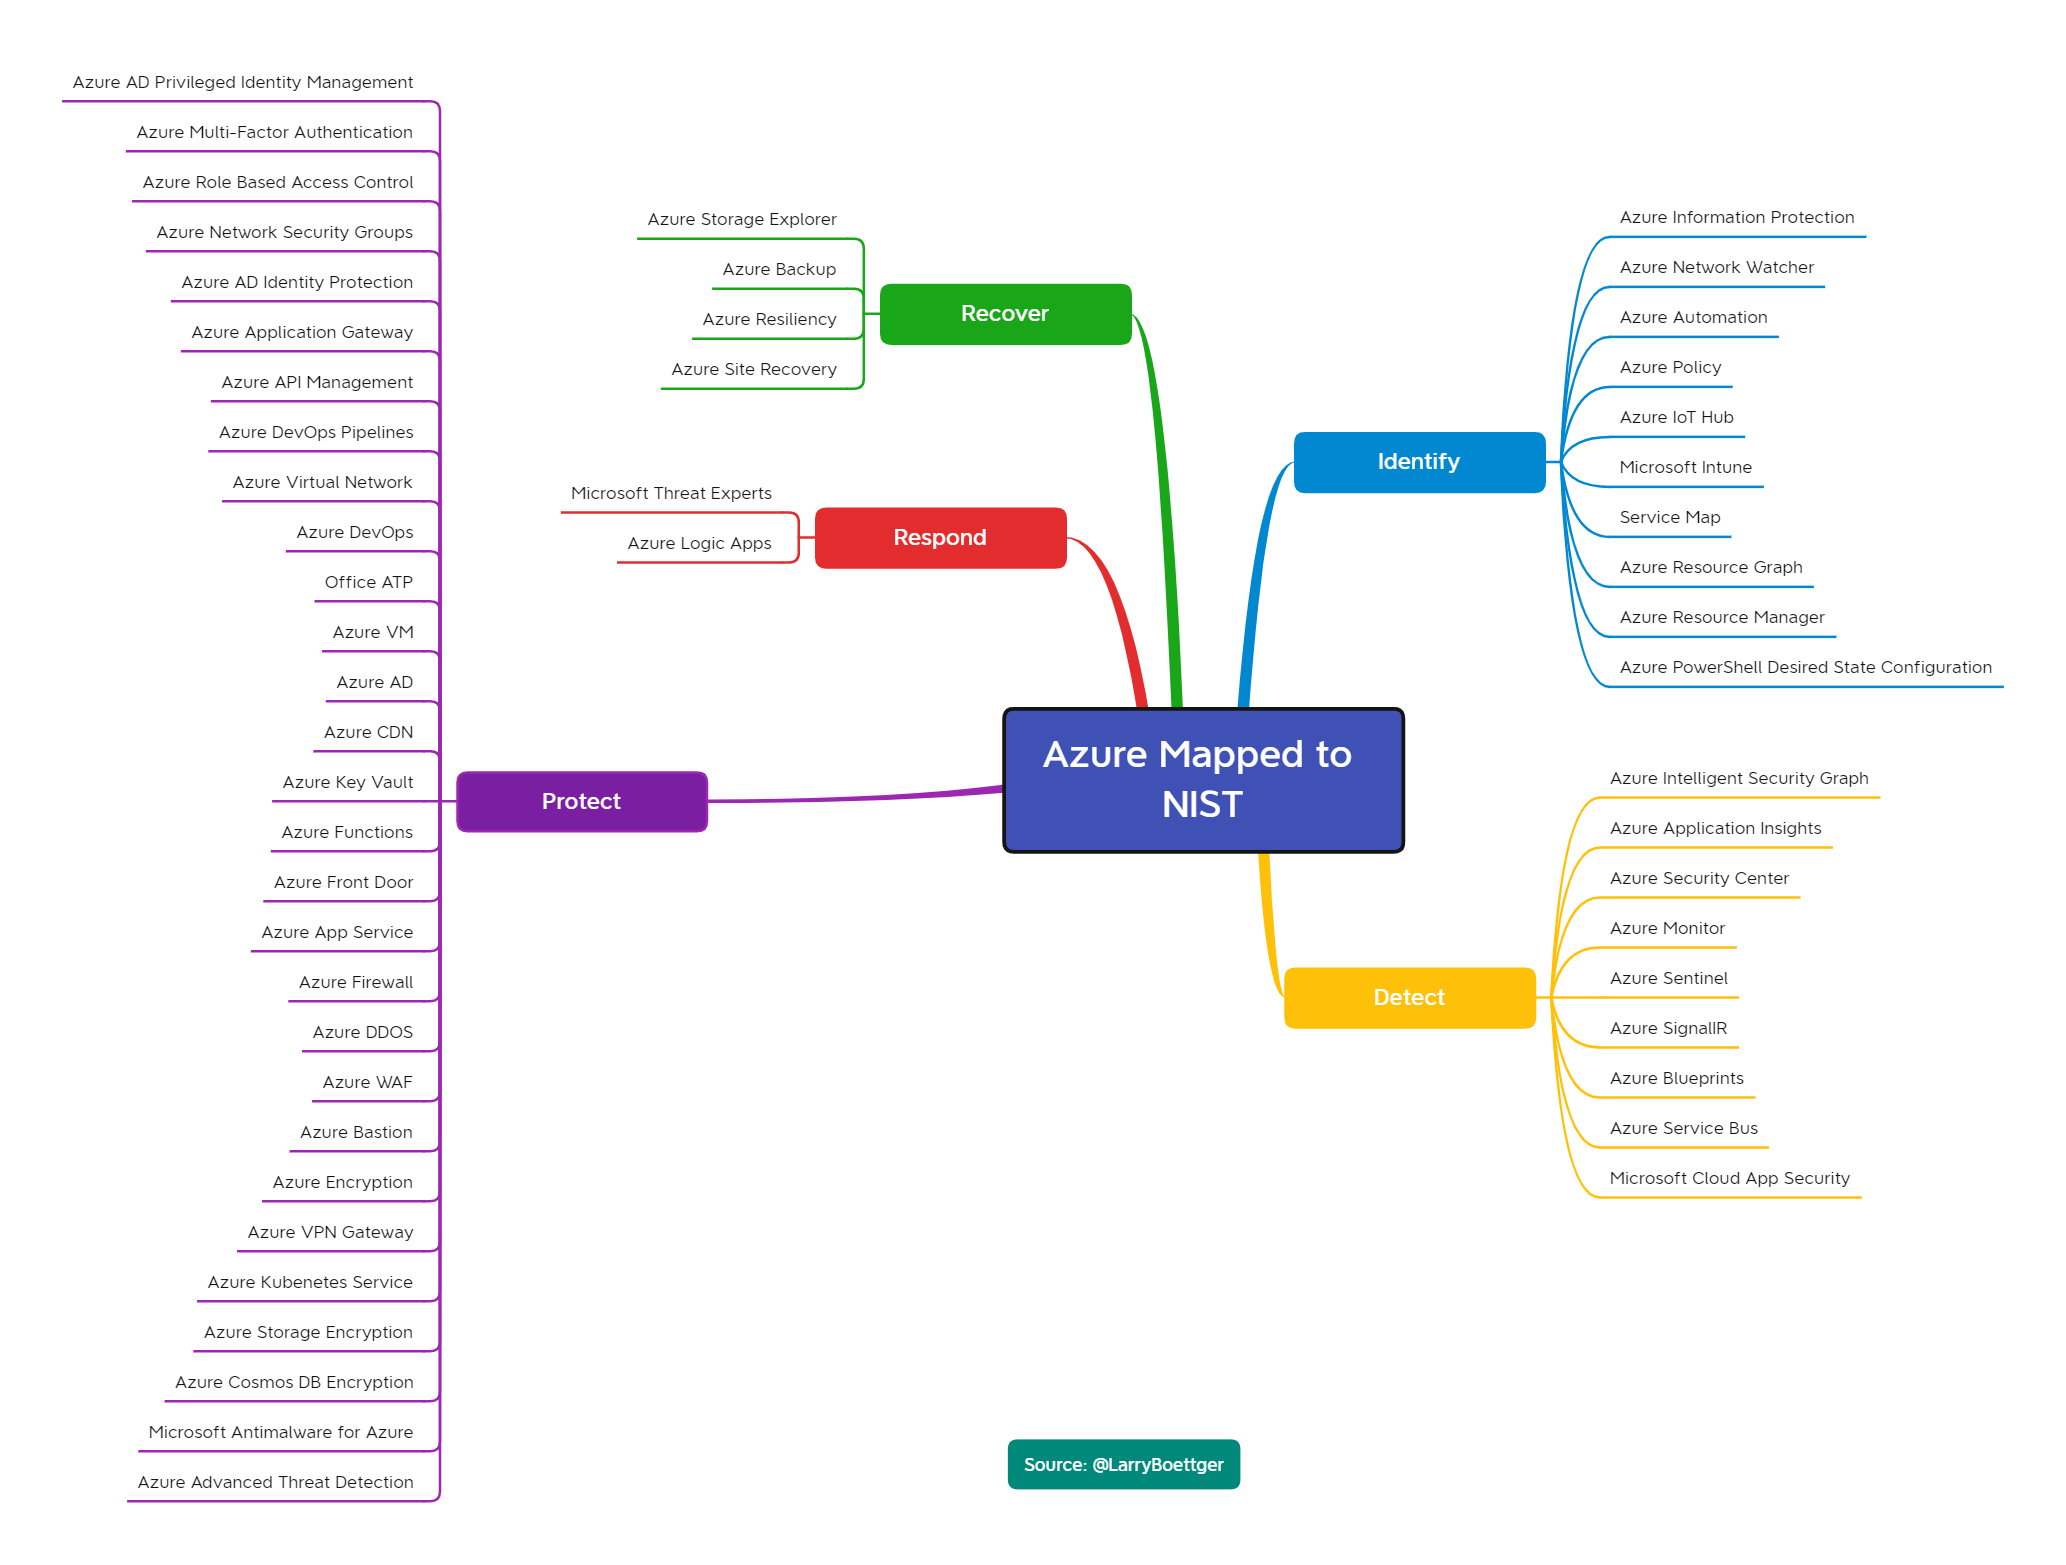 Azure AD Privileged Identity Management
Azure Multi-Factor Authentication
Azure Role Based Access Control
Azure Network Security Groups
Azure AD Identity Protection
Azure Application Gateway
Azure API Management
Azure DevOps Pipelines
Azure Virtual Network
Azure DevOps
Office ATP
Azure VM
Azure AD
Azure CDN
Azure Key Vault
Azure Functions
Azure Front Door
Azure App Service
Azure Firewall
Azure DDOS
Azure WAF
Azure Bastion
Azure Encryption
Azure VPN Gateway
Azure Kubenetes Service
Azure Storage Encryption
Azure Cosmos DB Encryption
Microsoft Antimalware for Azure
Azure Advanced Threat Detection
Protect
Azure Storage Explorer
Azure Backup
Azure Resiliency
Azure Site Recovery
Recover
Microsoft Threat Experts
Azure Logic Apps
Respond
Azure Mapped to
NIST
Identify
Azure Information Protection
Azure Network Watcher
Azure Automation
Azure Policy
Azure IoT Hub
Microsoft Intune
Service Map
Azure Resource Graph
Azure Resource Manager
Azure PowerShell Desired State Configuration
Detect
Azure Intelligent Security Graph
Azure Application Insights
Azure Security Center
Azure Monitor
Azure Sentinel
Azure SignallR
Azure Blueprints
Azure Service Bus
Microsoft Cloud App Security
Source: @LarryBoettger